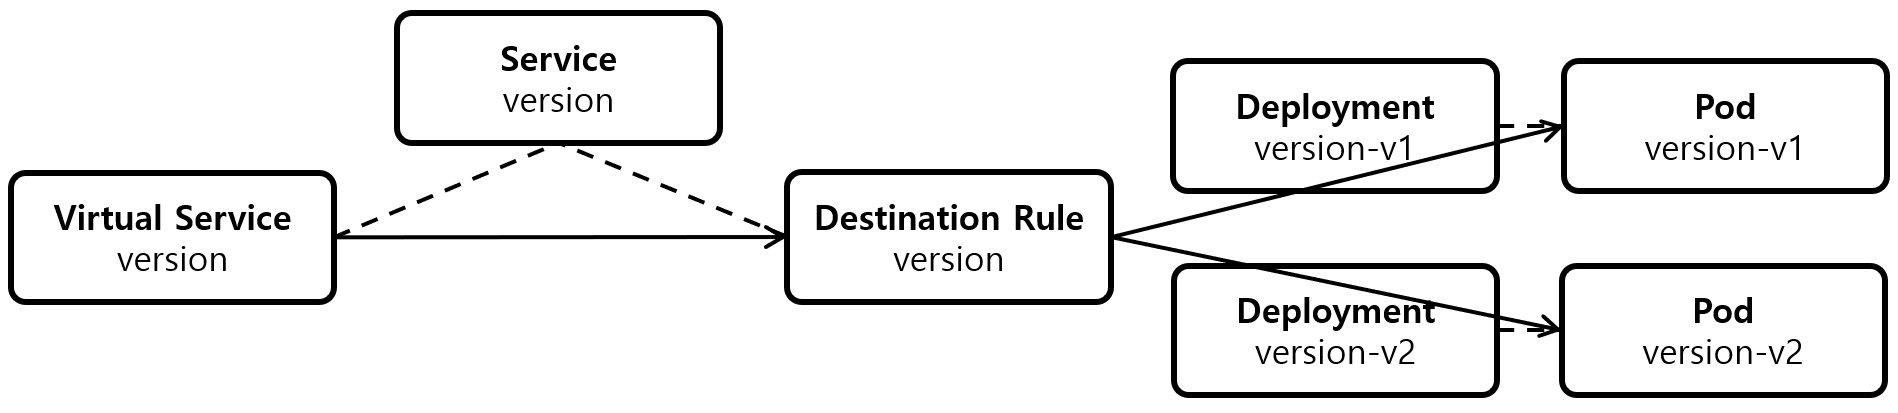 Service
version
Virtual Service
version
Destination Rule
version
Deployment
version-v1
Pod
version-v1
Deployment
version-v2
Pod
version-v2